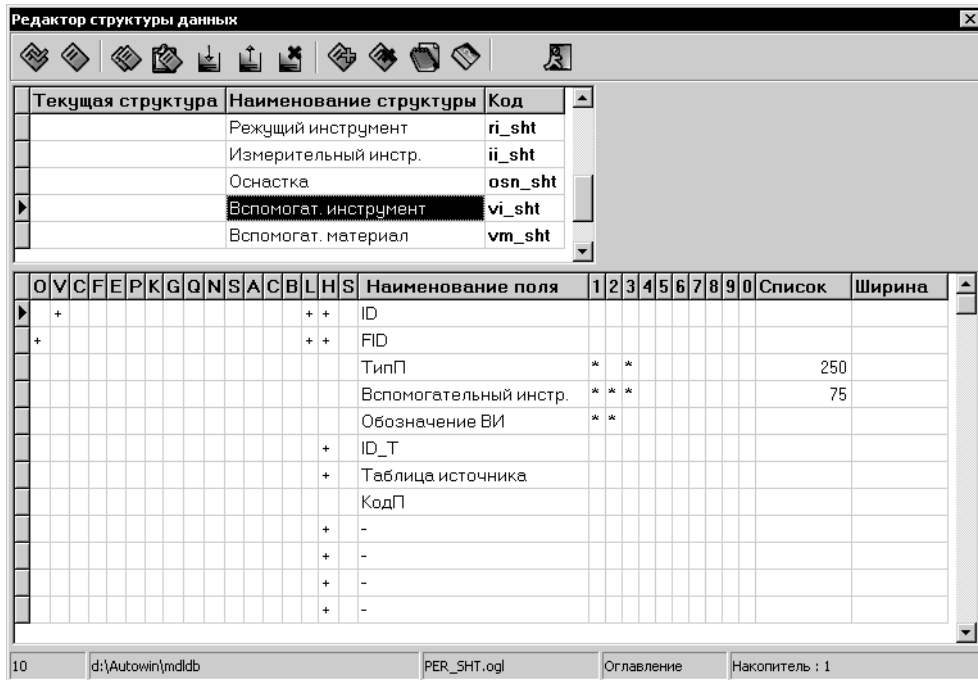 Редактор структуры данных
Текущая структура Наименование структуры Код
Режущий инструмент ri_sht
Измерительный инстр. ii_sht
Оснастка osn_sht
Вспомогат. инструмент vi_sht
Вспомогат. материал vm_sht
O V C F E P K G Q N S A C B L H S Наименование поля 1 2 3 4 5 6 7 8 9 0 Список Ширина
+ + + ID
+ + + FID
ТипП * * 250
Вспомогательный инстр. * * * 75
Обозначение ВИ * *
+ ID_T
+ Таблица источника
КодП
+ -
+ -
+ -
+ -
10 d:\Autowin\mdldb PER_SHT.ogl Оглавление Накопитель : 1